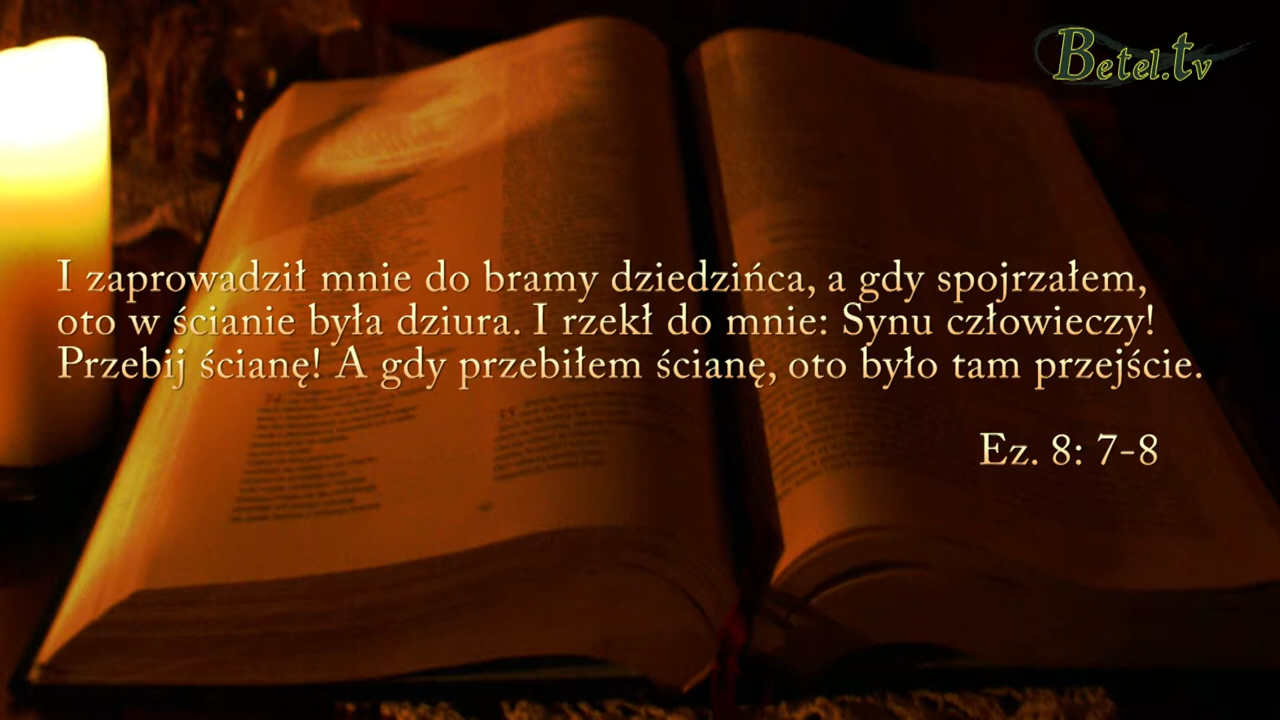 Betel.tv
I zaprowadził mnie do bramy dziedzińca, a gdy spojrzałem,
oto w ścianie była dziura. I rzekł do mnie: Synu człowieczy!
Przebij ścianę! A gdy przebiłem ścianę, oto było tam przejście.
Ez. 8: 7-8